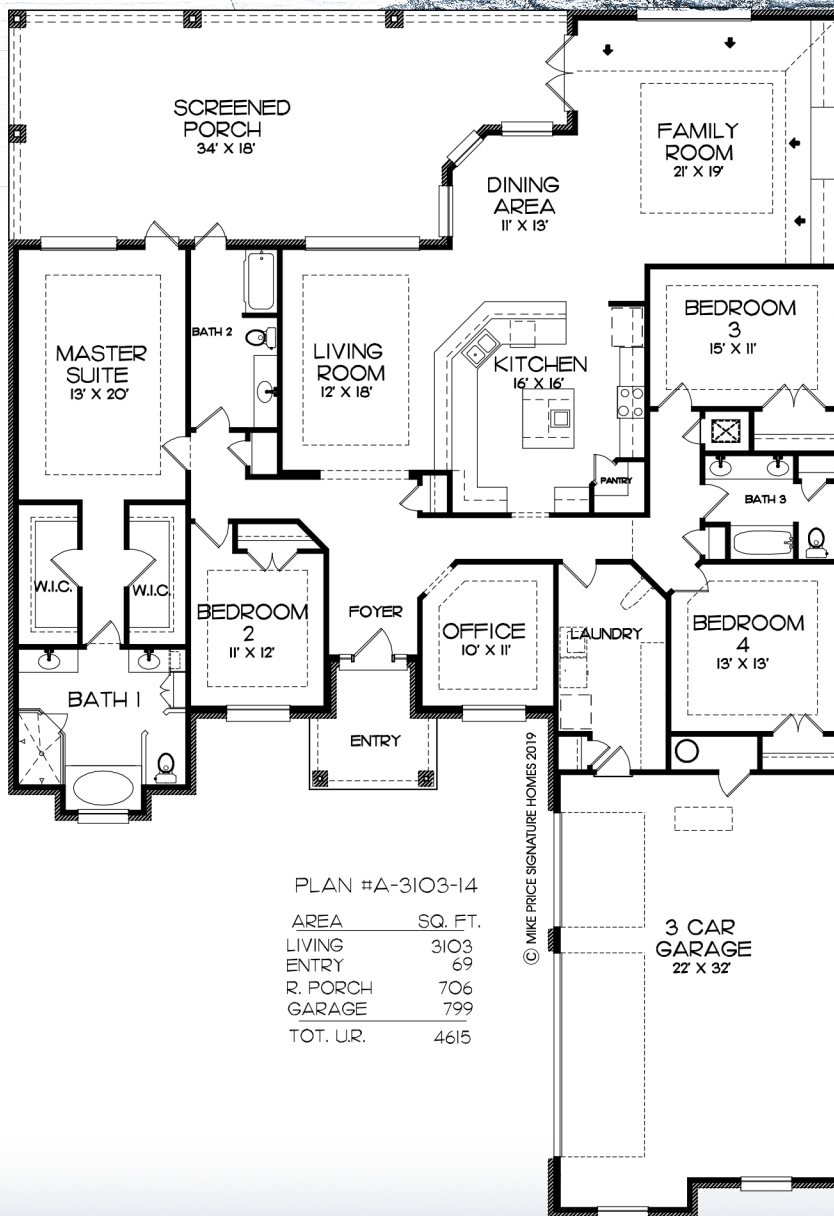 SCREENED
PORCH
34' X 18'
FAMILY
ROOM
21' X 19'
DINING
AREA
11' X 13'
MASTER
SUITE
13' X 20'
BATH 2
LIVING
ROOM
12' X 18'
KITCHEN
16' X 16'
BEDROOM
3
15' X 11'
PANTRY
BATH 3
W.I.C.
W.I.C.
BEDROOM
2
11' X 12'
FOYER
OFFICE
10' X 11'
LAUNDRY
BEDROOM
4
13' X 13'
BATH 1
ENTRY
© MIKE PRICE SIGNATURE HOMES 2019
PLAN #A-3103-14
AREA SQ. FT.
LIVING 3103
ENTRY 69
R. PORCH 706
GARAGE 799
TOT. U.R. 4615
3 CAR
GARAGE
22' X 32'